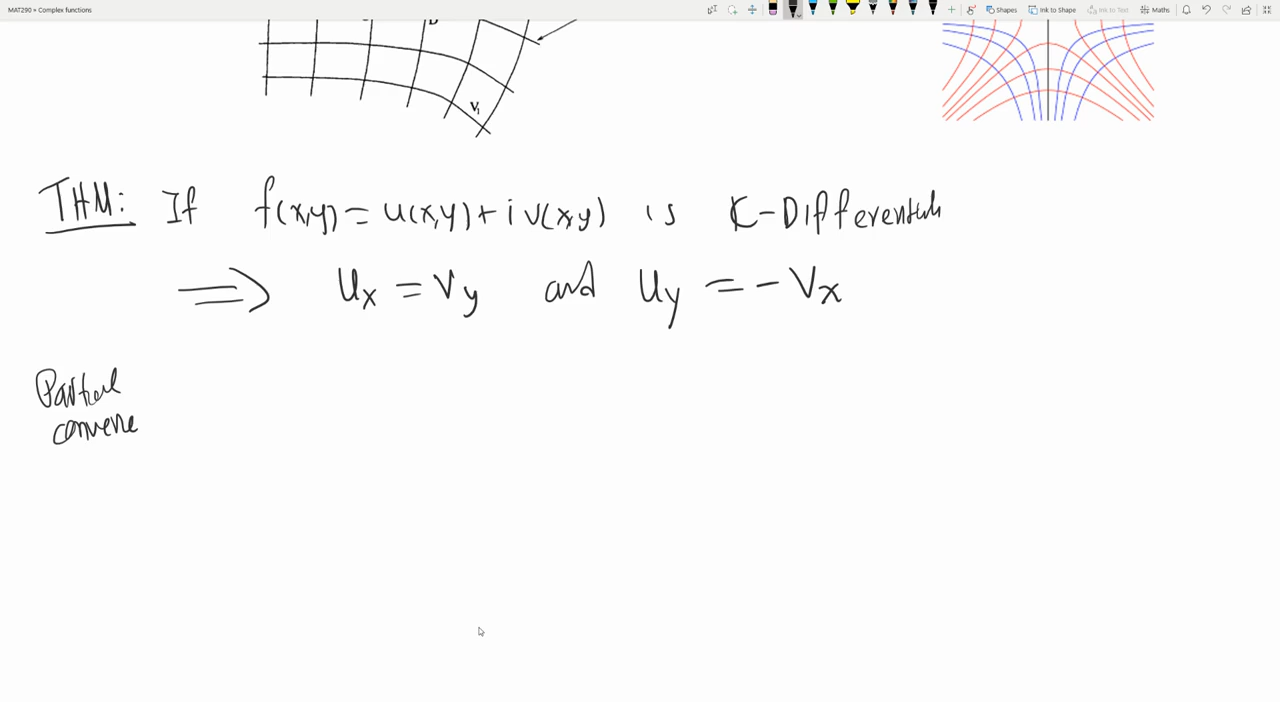 MAT290 • Complex functions
Shapes Ink to Shape Ink to Text Maths
V₁
THM: If f(x,y) = u(x,y) + i v(x,y) is ℂ-Differentiable
⟹ Uₓ = Vy and Uy = -Vₓ
Partial
converse